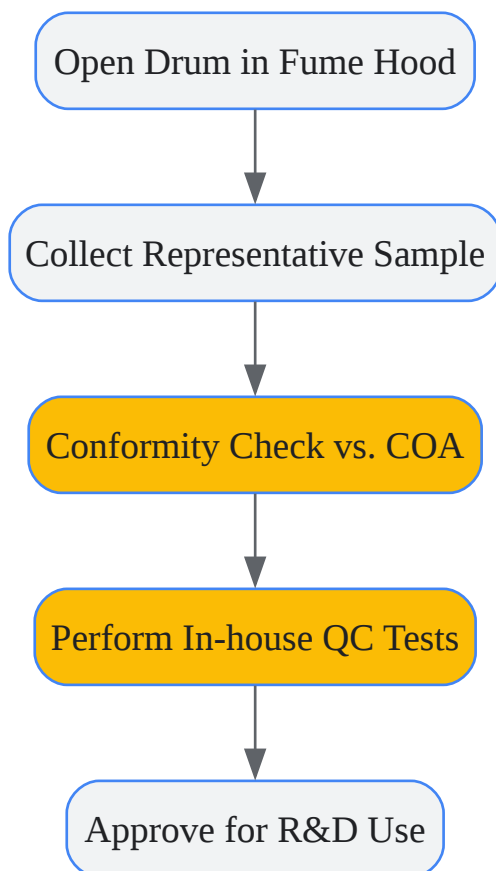 Open Drum in Fume Hood
Collect Representative Sample
Conformity Check vs. COA
Perform In-house QC Tests
Approve for R&D Use